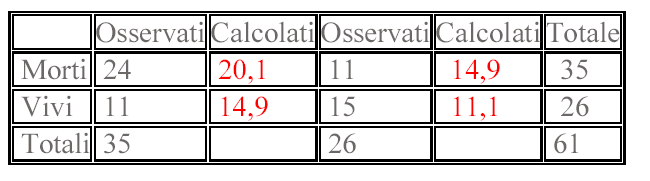 Osservati Calcolati Osservati Calcolati Totale
Morti 24 20,1 11 14,9 35
Vivi 11 14,9 15 11,1 26
Totali 35 26 61